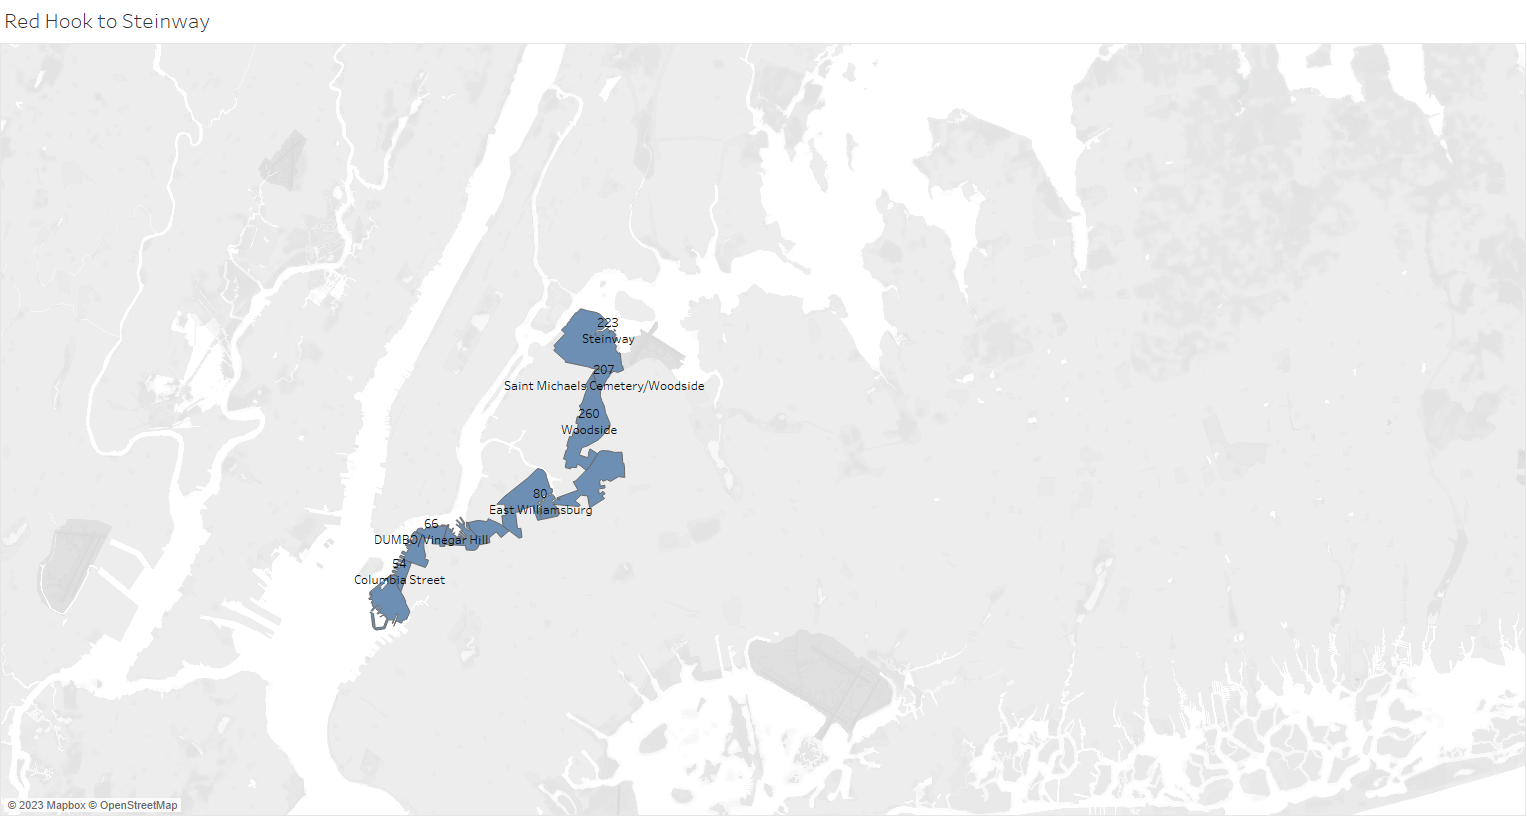 Red Hook to Steinway
223
Steinway
207
Saint Michaels Cemetery/Woodside
260
Woodside
80
East Williamsburg
66
DUMBO/Vinegar Hill
54
Columbia Street
© 2023 Mapbox © OpenStreetMap